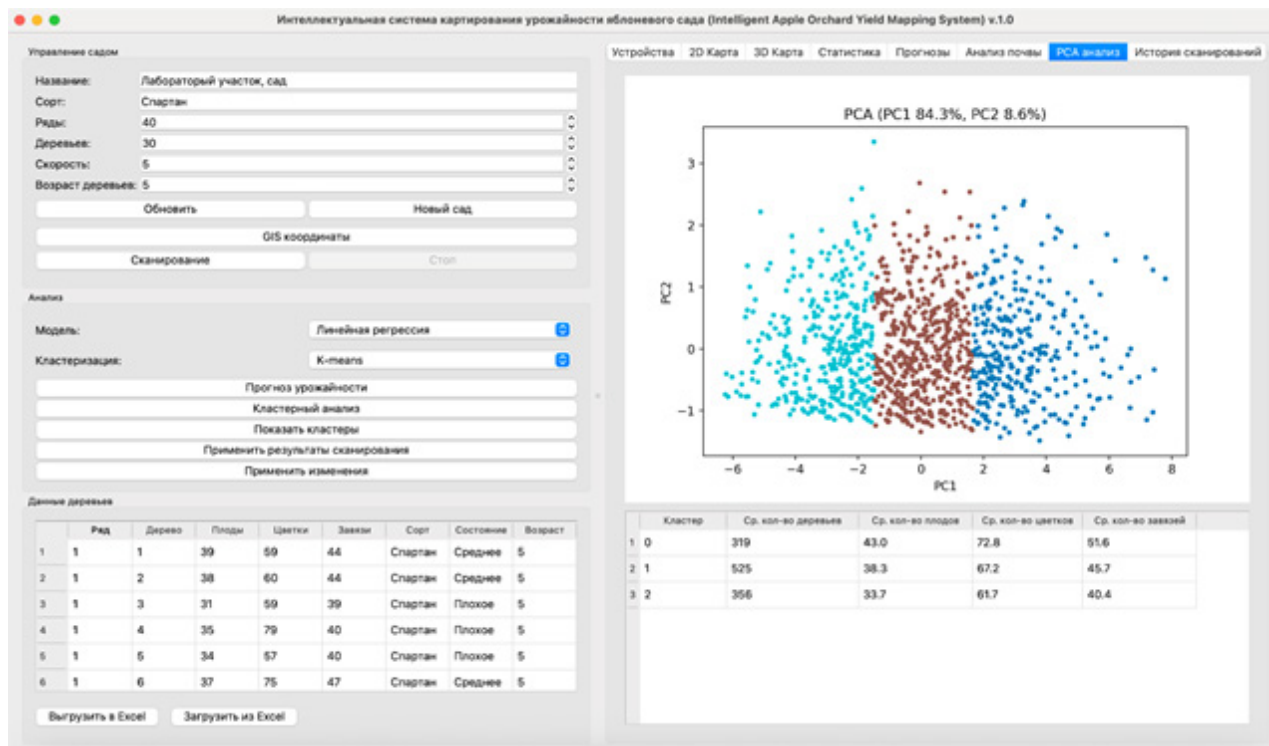 Интеллектуальная система картирования урожайности яблоневого сада (Intelligent Apple Orchard Yield Mapping System) v.1.0
Управление садом
Название: Лабораторый участок, сад
Сорт: Спартан
Ряды: 40
Деревьев: 30
Скорость: 5
Возраст деревьев: 5
Обновить Новый сад
GIS координаты
Сканирование Стоп
Анализ
Модель: Линейная регрессия
Кластеризация: K-means
Прогноз урожайности
Кластерный анализ
Показать кластеры
Применить результаты сканирования
Применить изменения
Данные деревьев
Ряд Дерево Плоды Цветки Завязи Сорт Состояние Возраст
1 1 1 39 59 44 Спартан Среднее 5
2 1 2 38 60 44 Спартан Среднее 5
3 1 3 31 59 39 Спартан Плохое 5
4 1 4 35 79 40 Спартан Плохое 5
5 1 5 34 57 40 Спартан Плохое 5
6 1 6 37 75 47 Спартан Среднее 5
Выгрузить в Excel Загрузить из Excel
Устройства 2D Карта 3D Карта Статистика Прогнозы Анализ почвы PCA анализ История сканирований
PCA (PC1 84.3%, PC2 8.6%)
3
2
1
0
−1
PC2
−6 −4 −2 0 2 4 6 8
PC1
Кластер Ср. кол-во деревьев Ср. кол-во плодов Ср. кол-во цветков Ср. кол-во завязей
1 0 319 43.0 72.8 51.6
2 1 525 38.3 67.2 45.7
3 2 356 33.7 61.7 40.4